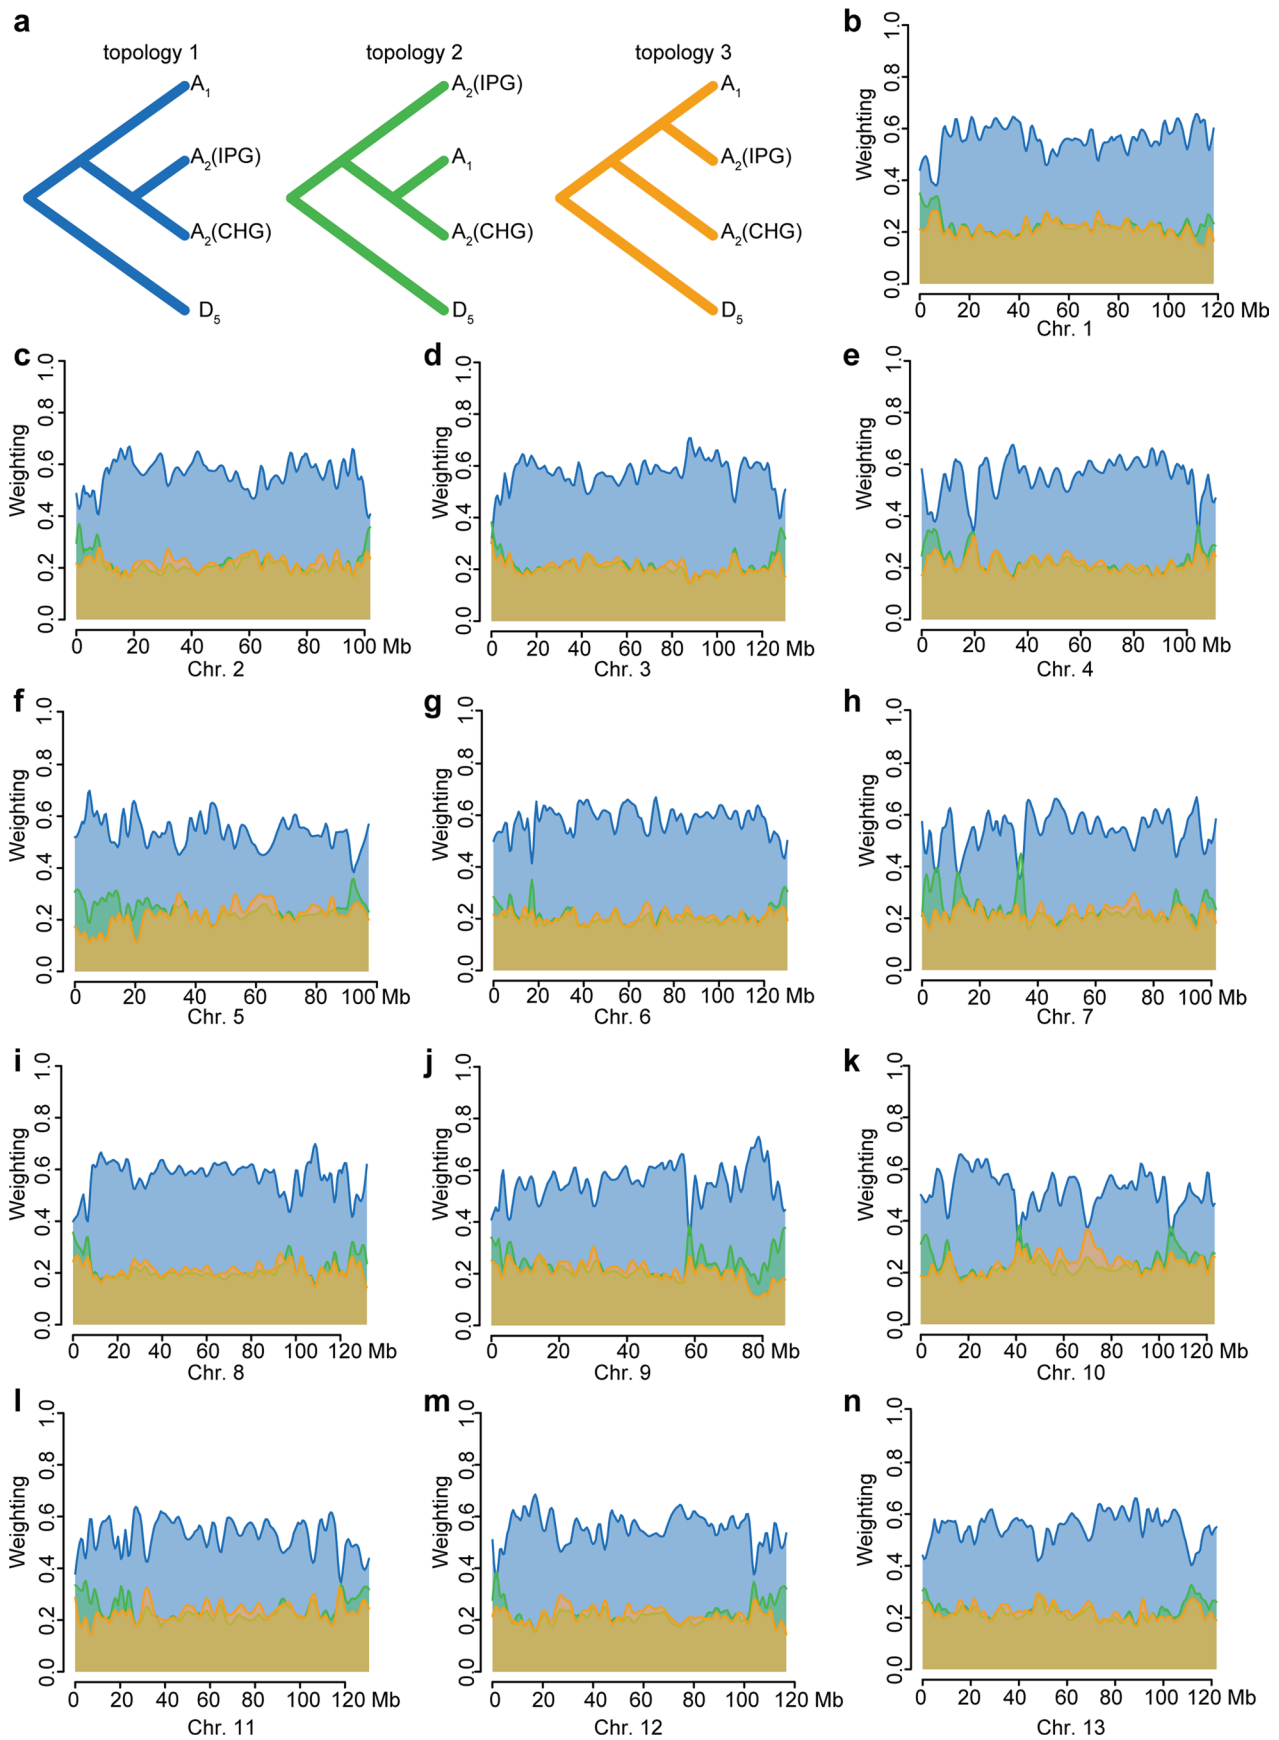 a
topology 1
A1
A2(IPG)
A2(CHG)
D5
topology 2
A2(IPG)
A1
A2(CHG)
D5
topology 3
A1
A2(IPG)
A2(CHG)
D5
b
Weighting
0.0 0.2 0.4 0.6 0.8 1.0
0 20 40 60 80 100 120 Mb
Chr. 1
c
Weighting
0.0 0.2 0.4 0.6 0.8 1.0
0 20 40 60 80 100 Mb
Chr. 2
d
Weighting
0.0 0.2 0.4 0.6 0.8 1.0
0 20 40 60 80 100 120 Mb
Chr. 3
e
Weighting
0.0 0.2 0.4 0.6 0.8 1.0
0 20 40 60 80 100 Mb
Chr. 4
f
Weighting
0.0 0.2 0.4 0.6 0.8 1.0
0 20 40 60 80 100 Mb
Chr. 5
g
Weighting
0.0 0.2 0.4 0.6 0.8 1.0
0 20 40 60 80 100 120 Mb
Chr. 6
h
Weighting
0.0 0.2 0.4 0.6 0.8 1.0
0 20 40 60 80 100 Mb
Chr. 7
i
Weighting
0.0 0.2 0.4 0.6 0.8 1.0
0 20 40 60 80 100 120 Mb
Chr. 8
j
Weighting
0.0 0.2 0.4 0.6 0.8 1.0
0 20 40 60 80 Mb
Chr. 9
k
Weighting
0.0 0.2 0.4 0.6 0.8 1.0
0 20 40 60 80 100 120 Mb
Chr. 10
l
Weighting
0.0 0.2 0.4 0.6 0.8 1.0
0 20 40 60 80 100 120 Mb
Chr. 11
m
Weighting
0.0 0.2 0.4 0.6 0.8 1.0
0 20 40 60 80 100 120 Mb
Chr. 12
n
Weighting
0.0 0.2 0.4 0.6 0.8 1.0
0 20 40 60 80 100 120 Mb
Chr. 13